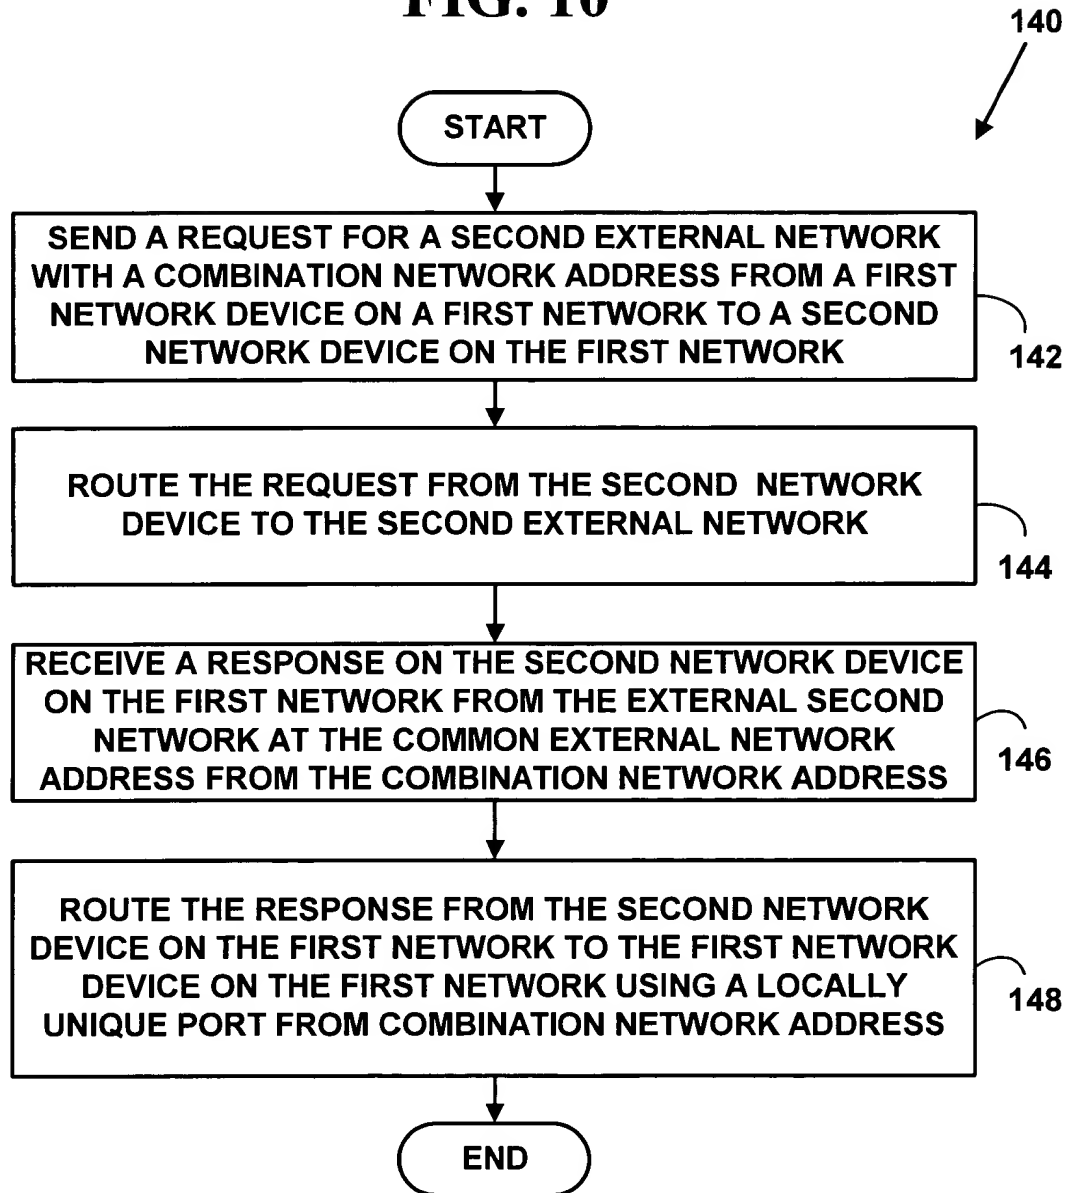 FIG. 10
140
START
SEND A REQUEST FOR A SECOND EXTERNAL NETWORK
WITH A COMBINATION NETWORK ADDRESS FROM A FIRST
NETWORK DEVICE ON A FIRST NETWORK TO A SECOND
NETWORK DEVICE ON THE FIRST NETWORK
142
ROUTE THE REQUEST FROM THE SECOND NETWORK
DEVICE TO THE SECOND EXTERNAL NETWORK
144
RECEIVE A RESPONSE ON THE SECOND NETWORK DEVICE
ON THE FIRST NETWORK FROM THE EXTERNAL SECOND
NETWORK AT THE COMMON EXTERNAL NETWORK
ADDRESS FROM THE COMBINATION NETWORK ADDRESS
146
ROUTE THE RESPONSE FROM THE SECOND NETWORK
DEVICE ON THE FIRST NETWORK TO THE FIRST NETWORK
DEVICE ON THE FIRST NETWORK USING A LOCALLY
UNIQUE PORT FROM COMBINATION NETWORK ADDRESS
148
END